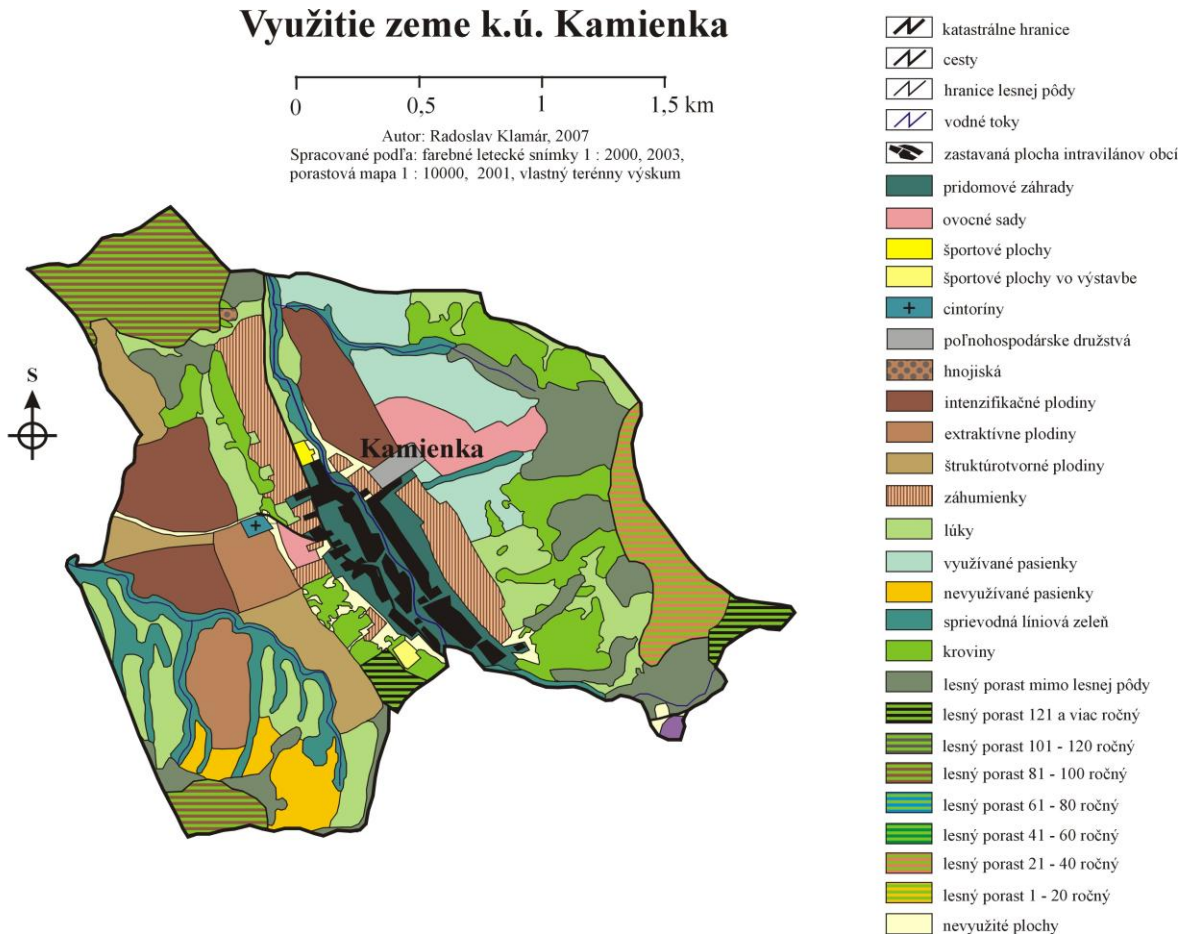 Využitie zeme k.ú. Kamienka
0 0,5 1 1,5 km
Autor: Radoslav Klamár, 2007
Spracované podľa: farebné letecké snímky 1 : 2000, 2003,
porastová mapa 1 : 10000, 2001, vlastný terénny výskum
S
Kamienka
katastrálne hranice
cesty
hranice lesnej pôdy
vodné toky
zastavaná plocha intravilánov obcí
pridomové záhrady
ovocné sady
športové plochy
športové plochy vo výstavbe
cintoríny
poľnohospodárske družstvá
hnojiská
intenzifikačné plodiny
extraktívne plodiny
štruktúrotvorné plodiny
záhumienky
lúky
využívané pasienky
nevyužívané pasienky
sprievodná líniová zeleň
kroviny
lesný porast mimo lesnej pôdy
lesný porast 121 a viac ročný
lesný porast 101 - 120 ročný
lesný porast 81 - 100 ročný
lesný porast 61 - 80 ročný
lesný porast 41 - 60 ročný
lesný porast 21 - 40 ročný
lesný porast 1 - 20 ročný
nevyužité plochy